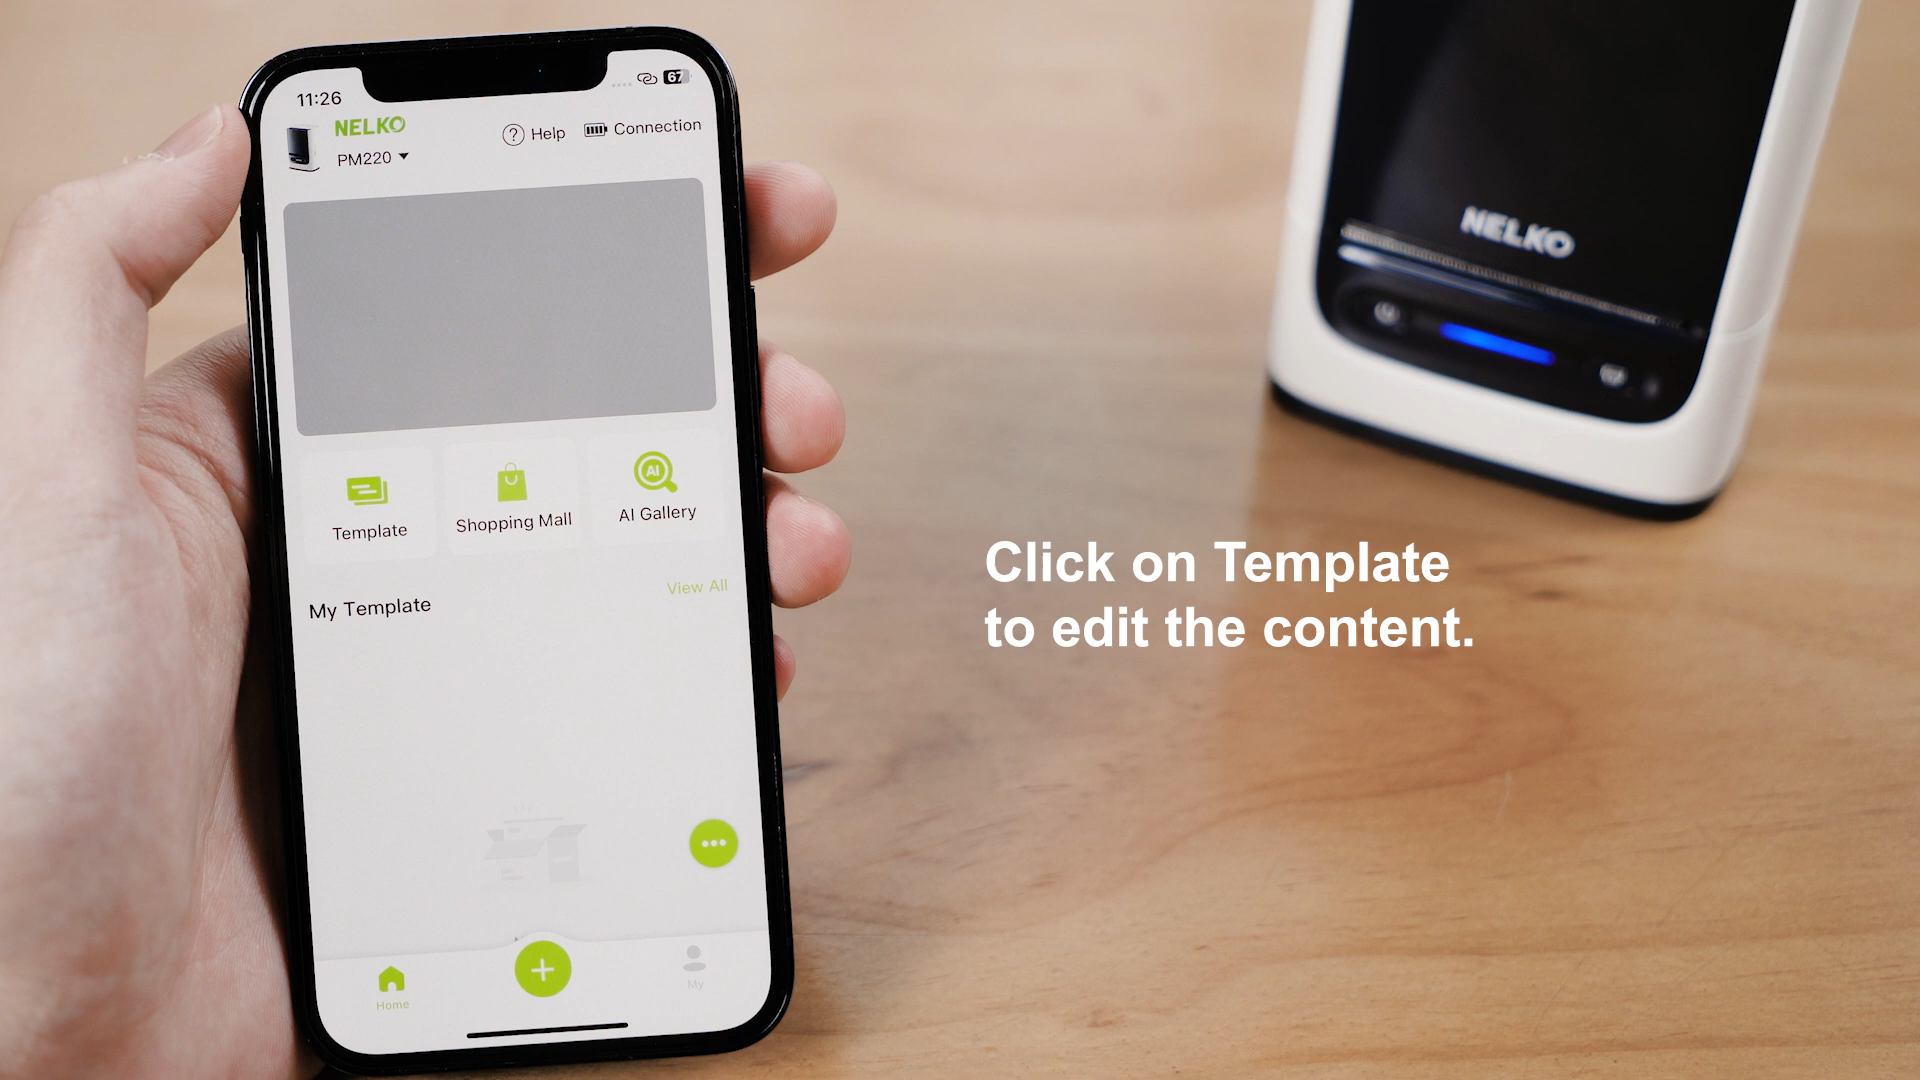 11:26
67
NELKO
PM220
Help
Connection
NELKO
Template
Shopping Mall
AI
AI Gallery
Click on Template
to edit the content.
My Template
View All
Home
My